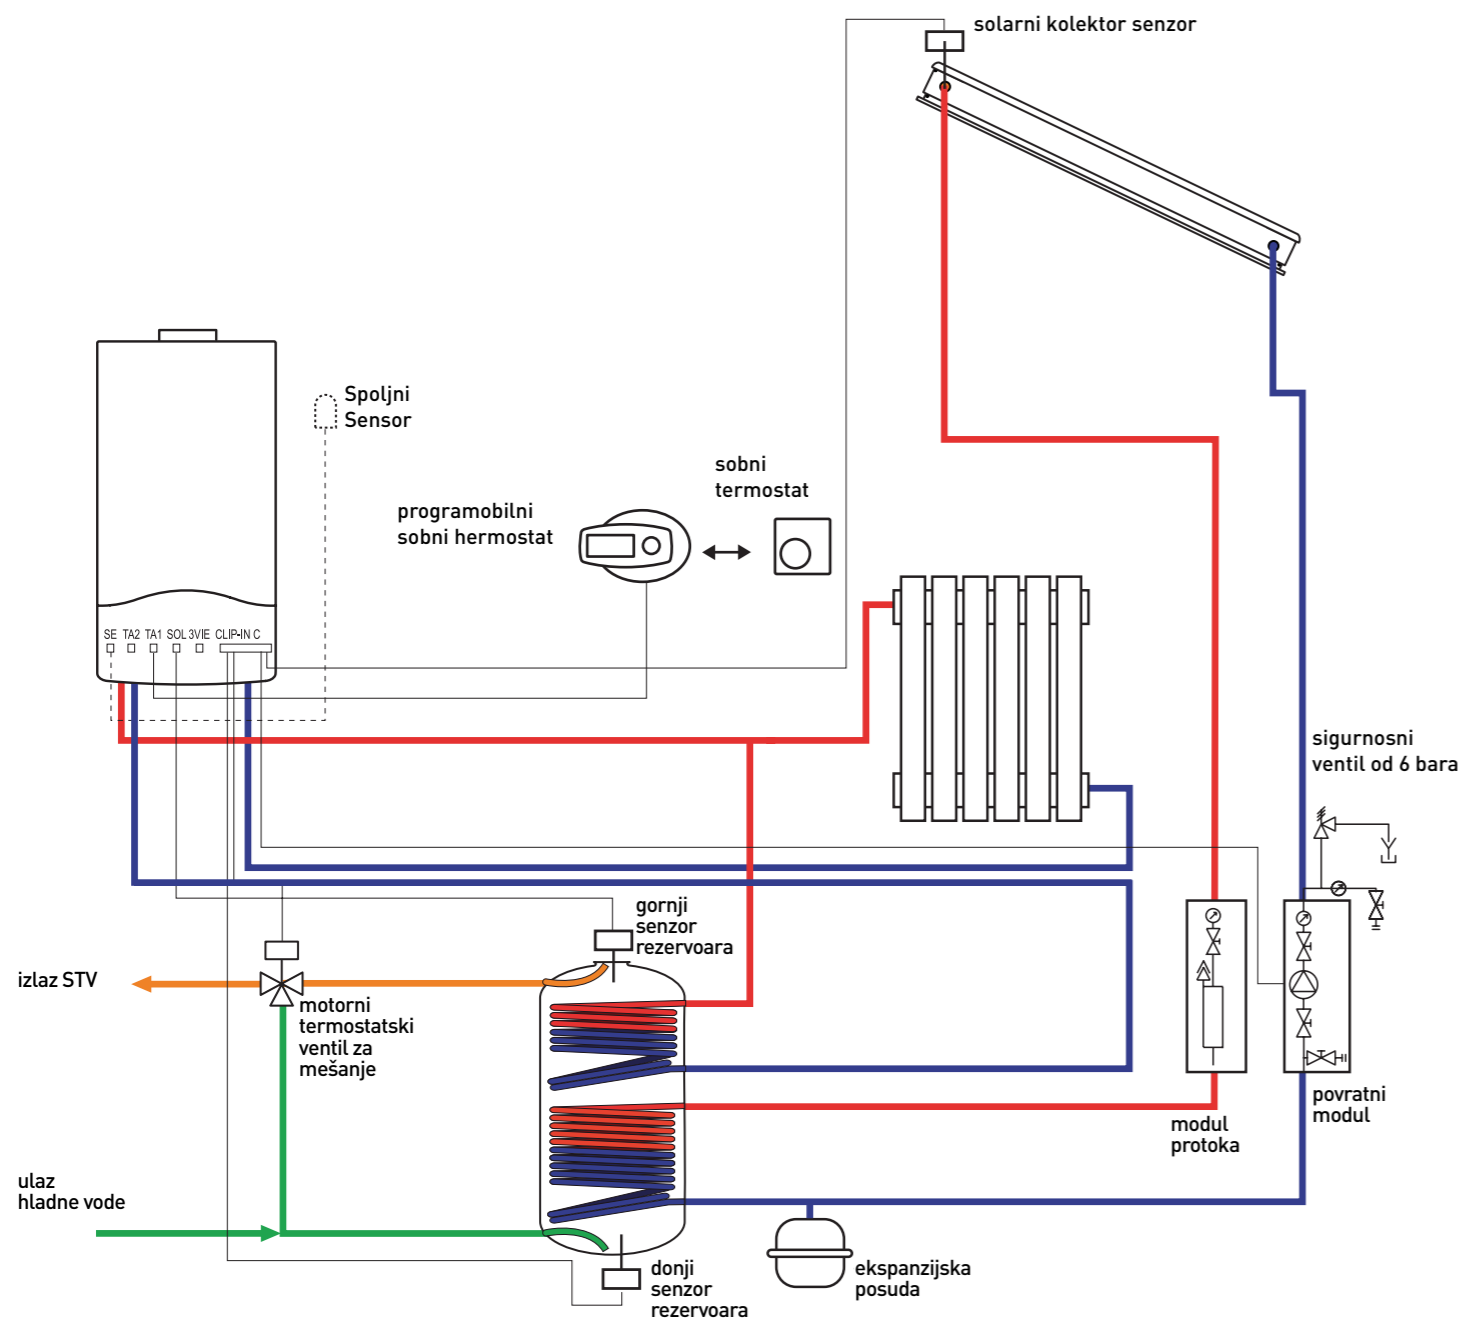 solarni kolektor senzor
Spoljni
Sensor
sobni
termostat
programobilni
sobni hermostat
SE TA2 TA1 SOL 3VIE CLIP-IN C
sigurnosni
ventil od 6 bara
gornji
senzor
rezervoara
izlaz STV
motorni
termostatski
ventil za
mešanje
povratni
modul
modul
protoka
ulaz
hladne vode
donji
senzor
rezervoara
ekspanzijska
posuda